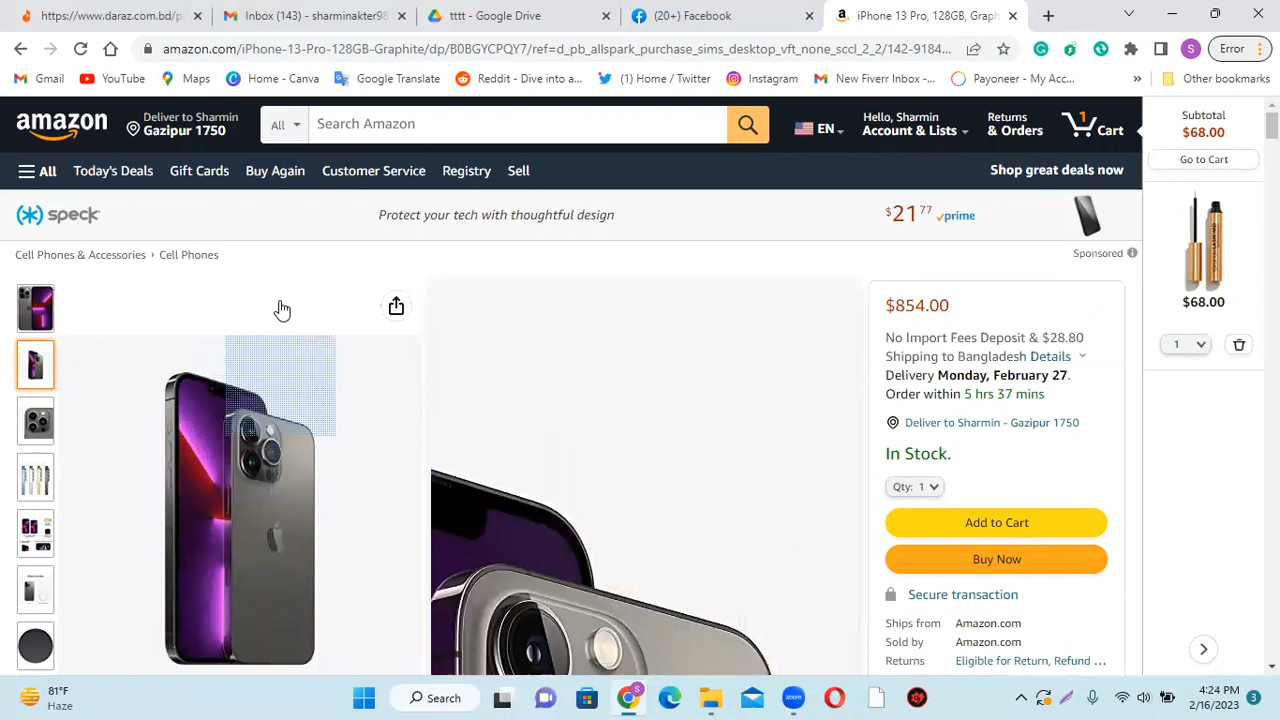 https://www.daraz.com.bd/p
Inbox (143) - sharminakter98
tttt - Google Drive
(20+) Facebook
iPhone 13 Pro, 128GB, Graph
amazon.com/iPhone-13-Pro-128GB-Graphite/dp/B0BGYCPQY7/ref=d_pb_allspark_purchase_sims_desktop_vft_none_sccl_2_2/142-9184...
S
Error
Gmail
YouTube
Maps
Home - Canva
Google Translate
Reddit - Dive into a...
(1) Home / Twitter
Instagram
New Fiverr Inbox -...
Payoneer - My Acc...
»
Other bookmarks
amazon
Deliver to Sharmin
Gazipur 1750
All
Search Amazon
EN
Hello, Sharmin
Account & Lists
Returns
& Orders
1
Cart
Subtotal
$68.00
Go to Cart
All
Today's Deals
Gift Cards
Buy Again
Customer Service
Registry
Sell
Shop great deals now
speck
Protect your tech with thoughtful design
$21 77
prime
Cell Phones & Accessories › Cell Phones
Sponsored
$68.00
1
$854.00
No Import Fees Deposit & $28.80
Shipping to Bangladesh Details
Delivery Monday, February 27.
Order within 5 hrs 37 mins
Deliver to Sharmin - Gazipur 1750
In Stock.
Qty: 1
Add to Cart
Buy Now
Secure transaction
Ships from Amazon.com
Sold by Amazon.com
Returns Eligible for Return, Refund ...
81°F
Haze
Search
S
zoom
4:24 PM
2/16/2023
3